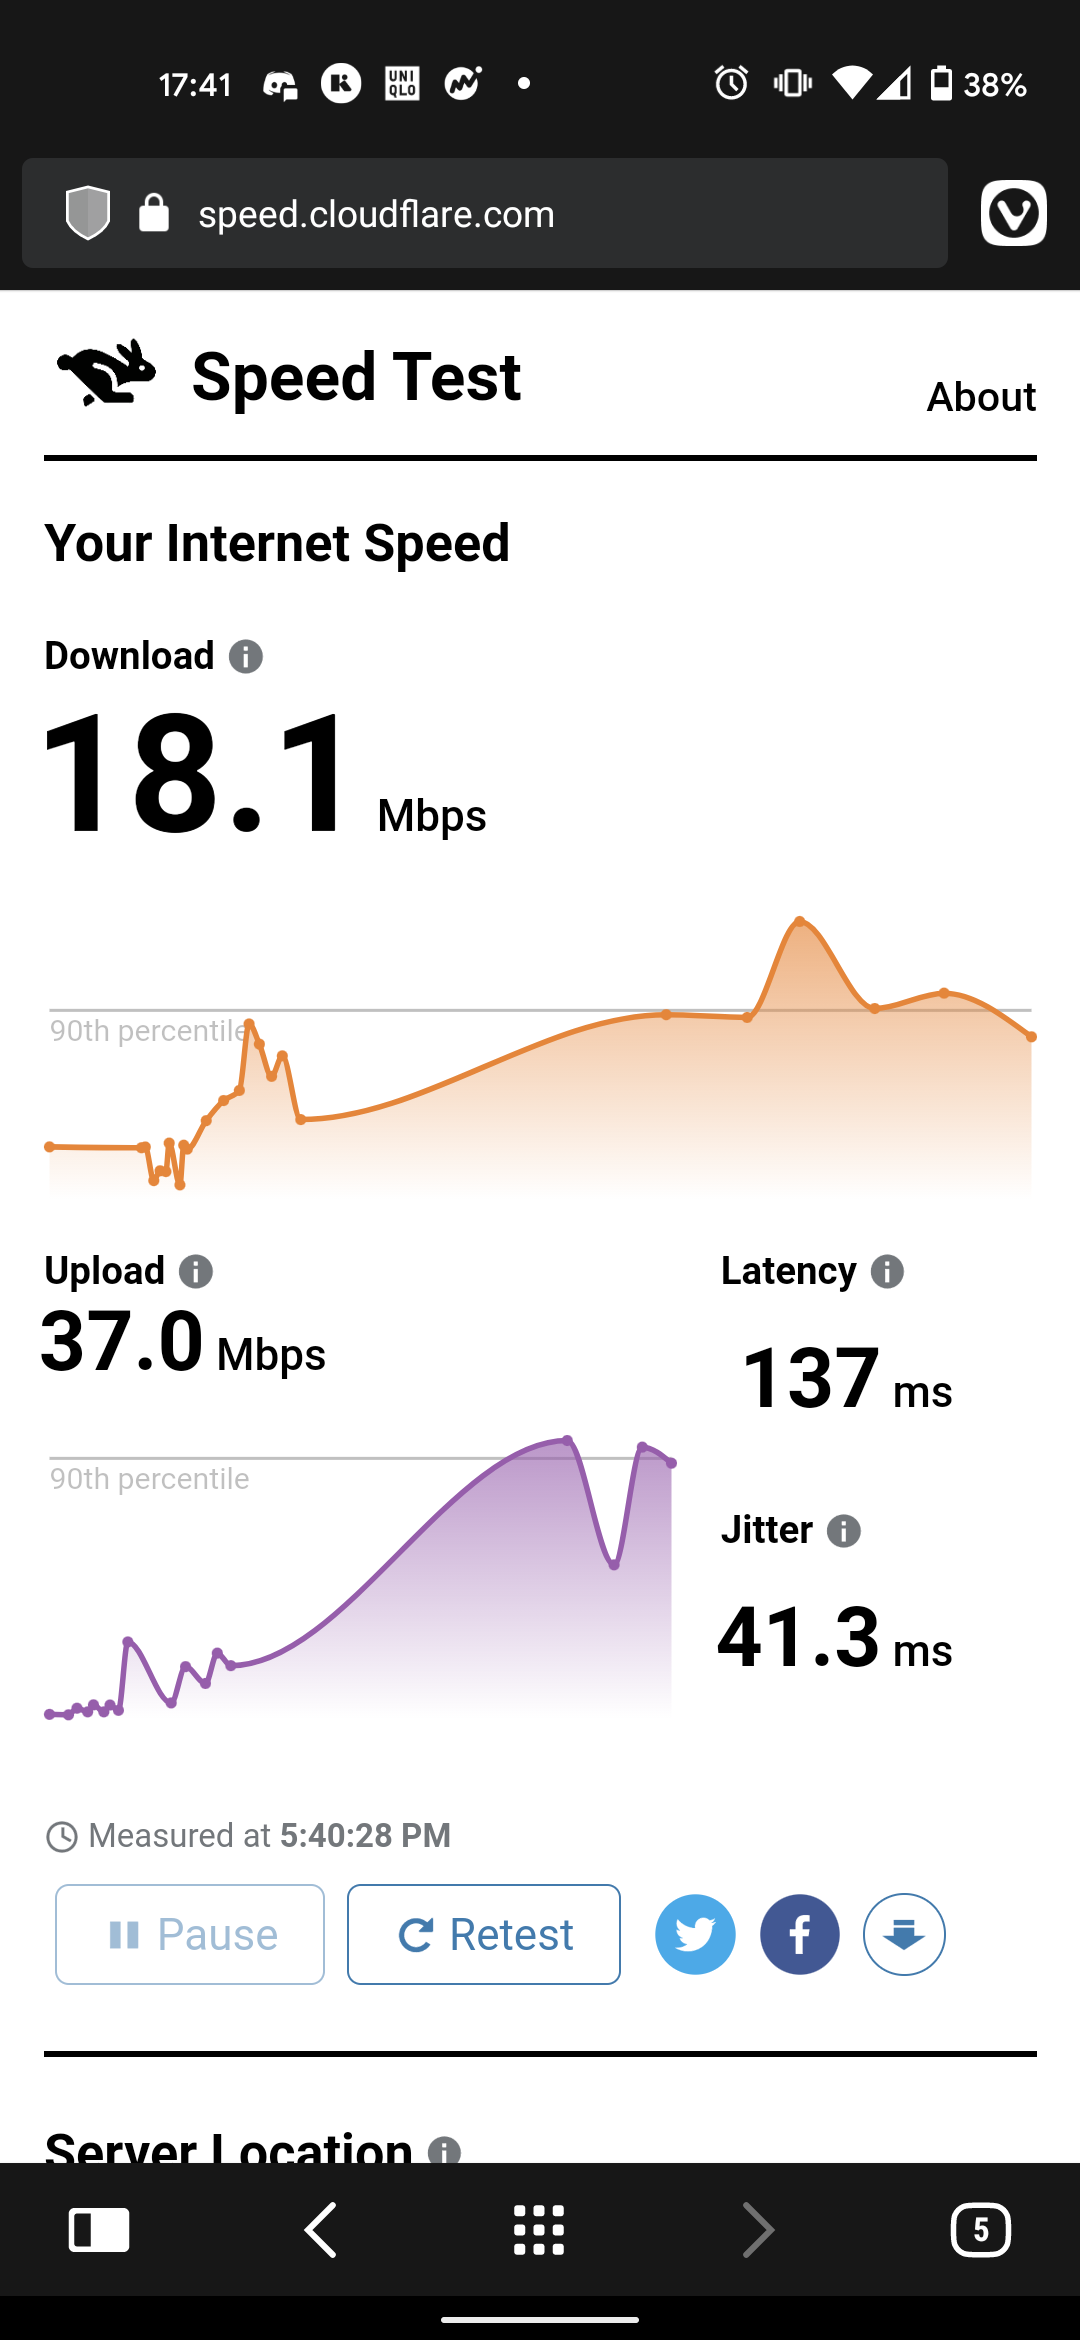 17:41
UNI
QLO
38%
speed.cloudflare.com
Speed Test
About
Your Internet Speed
Download
18.1 Mbps
90th percentile
Upload
Latency
37.0 Mbps
137 ms
90th percentile
Jitter
41.3 ms
Measured at 5:40:28 PM
Pause
Retest
Server Location
5